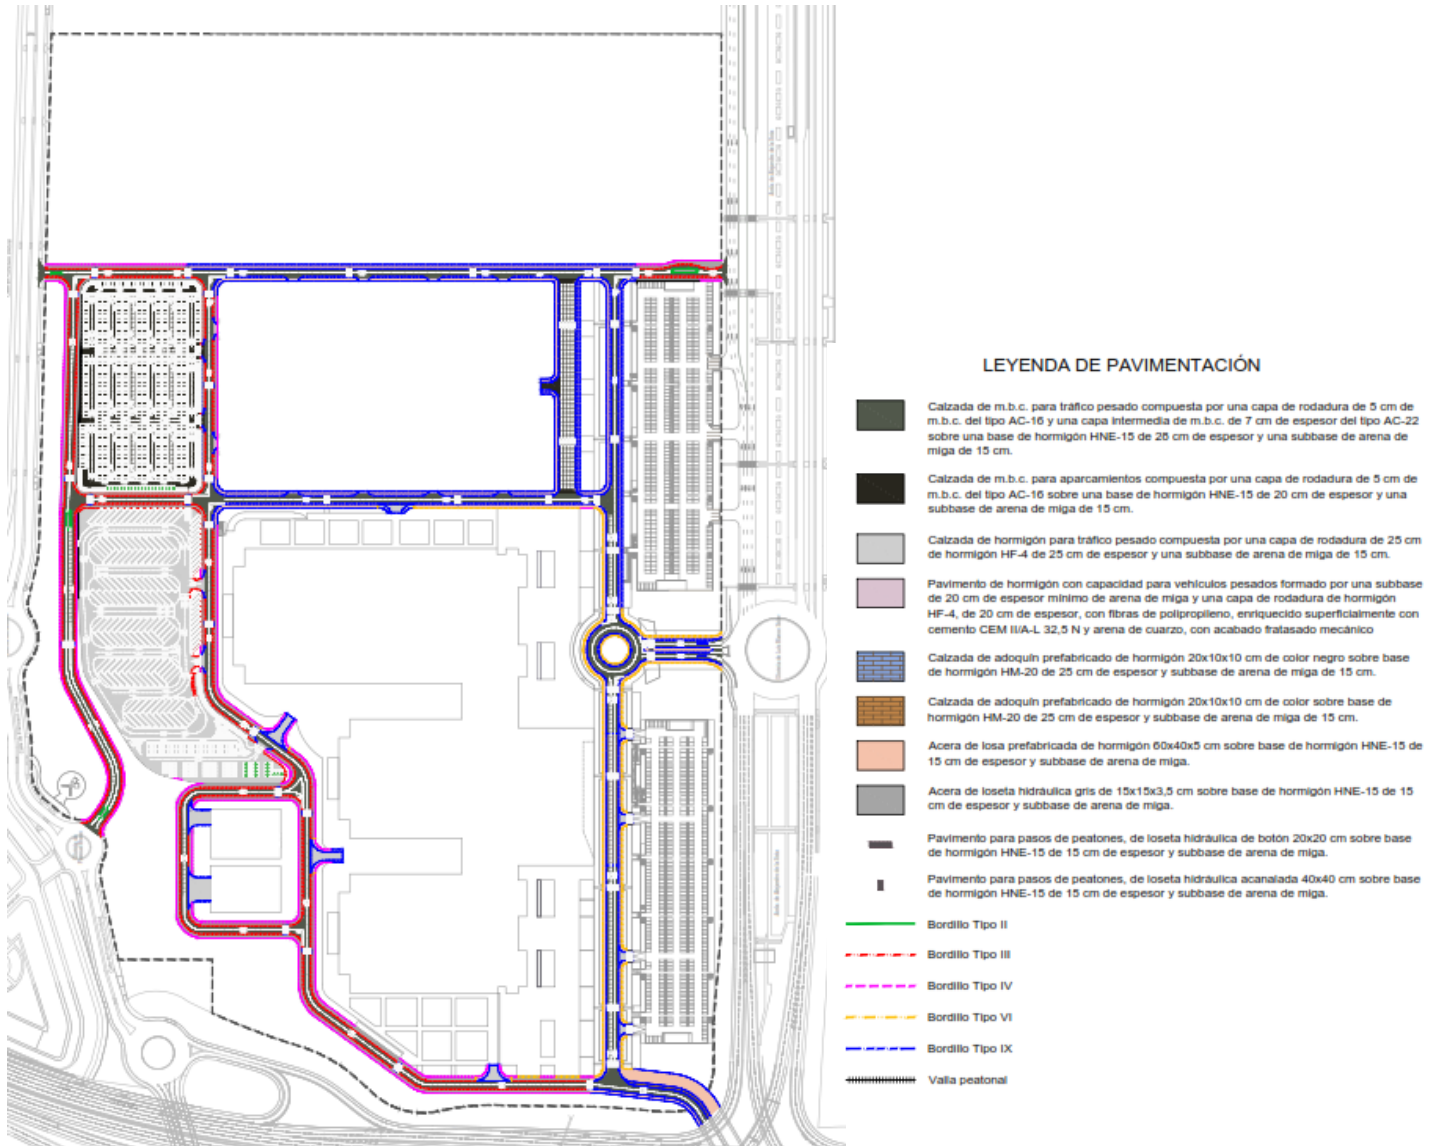 LEYENDA DE PAVIMENTACIÓN
Calzada de m.b.c. para tráfico pesado compuesta por una capa de rodadura de 5 cm de
m.b.c. del tipo AC-16 y una capa intermedia de m.b.c. de 7 cm de espesor del tipo AC-22
sobre una base de hormigón HNE-15 de 28 cm de espesor y una subbase de arena de
miga de 15 cm.
Calzada de m.b.c. para aparcamientos compuesta por una capa de rodadura de 5 cm de
m.b.c. del tipo AC-16 sobre una base de hormigón HNE-15 de 20 cm de espesor y una
subbase de arena de miga de 15 cm.
Calzada de hormigón para tráfico pesado compuesta por una capa de rodadura de 25 cm
de hormigón HF-4 de 25 cm de espesor y una subbase de arena de miga de 15 cm.
Pavimento de hormigón con capacidad para vehículos pesados formado por una subbase
de 20 cm de espesor mínimo de arena de miga y una capa de rodadura de hormigón
HF-4, de 20 cm de espesor, con fibras de polipropileno, enriquecido superficialmente con
cemento CEM II/A-L 32,5 N y arena de cuarzo, con acabado fratasado mecánico
Calzada de adoquín prefabricado de hormigón 20x10x10 cm de color negro sobre base
de hormigón HM-20 de 25 cm de espesor y subbase de arena de miga de 15 cm.
Calzada de adoquín prefabricado de hormigón 20x10x10 cm de color sobre base de
hormigón HM-20 de 25 cm de espesor y subbase de arena de miga de 15 cm.
Acera de losa prefabricada de hormigón 60x40x5 cm sobre base de hormigón HNE-15 de
15 cm de espesor y subbase de arena de miga.
Acera de loseta hidráulica gris de 15x15x3,5 cm sobre base de hormigón HNE-15 de 15
cm de espesor y subbase de arena de miga.
Pavimento para pasos de peatones, de loseta hidráulica de botón 20x20 cm sobre base
de hormigón HNE-15 de 15 cm de espesor y subbase de arena de miga.
Pavimento para pasos de peatones, de loseta hidráulica acanalada 40x40 cm sobre base
de hormigón HNE-15 de 15 cm de espesor y subbase de arena de miga.
Bordillo Tipo II
Bordillo Tipo III
Bordillo Tipo IV
Bordillo Tipo VI
Bordillo Tipo IX
Valla peatonal